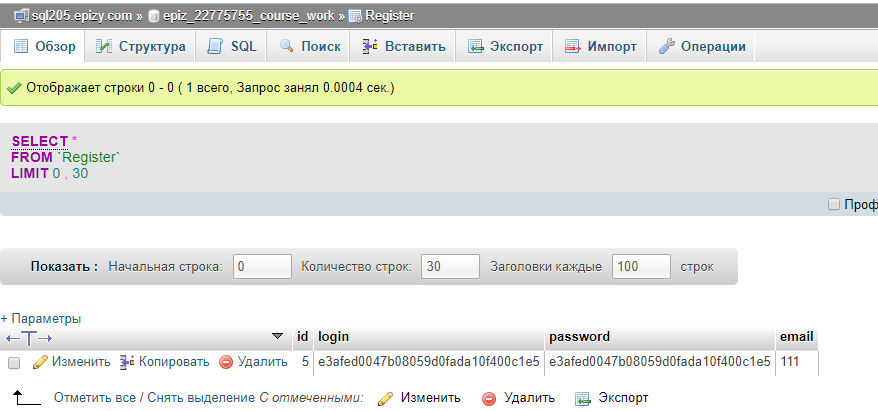 sql205.epizy.com » epiz_22775755_course_work » Register
Обзор Структура SQL Поиск Вставить Экспорт Импорт Операции
Отображает строки 0 - 0 ( 1 всего, Запрос занял 0.0004 сек.)
SELECT *
FROM `Register`
LIMIT 0 , 30
Проф
Показать : Начальная строка: 0 Количество строк: 30 Заголовки каждые 100 строк
+ Параметры
←T→ id login password email
Изменить Копировать Удалить 5 e3afed0047b08059d0fada10f400c1e5 e3afed0047b08059d0fada10f400c1e5 111
Отметить все / Снять выделение С отмеченными: Изменить Удалить Экспорт